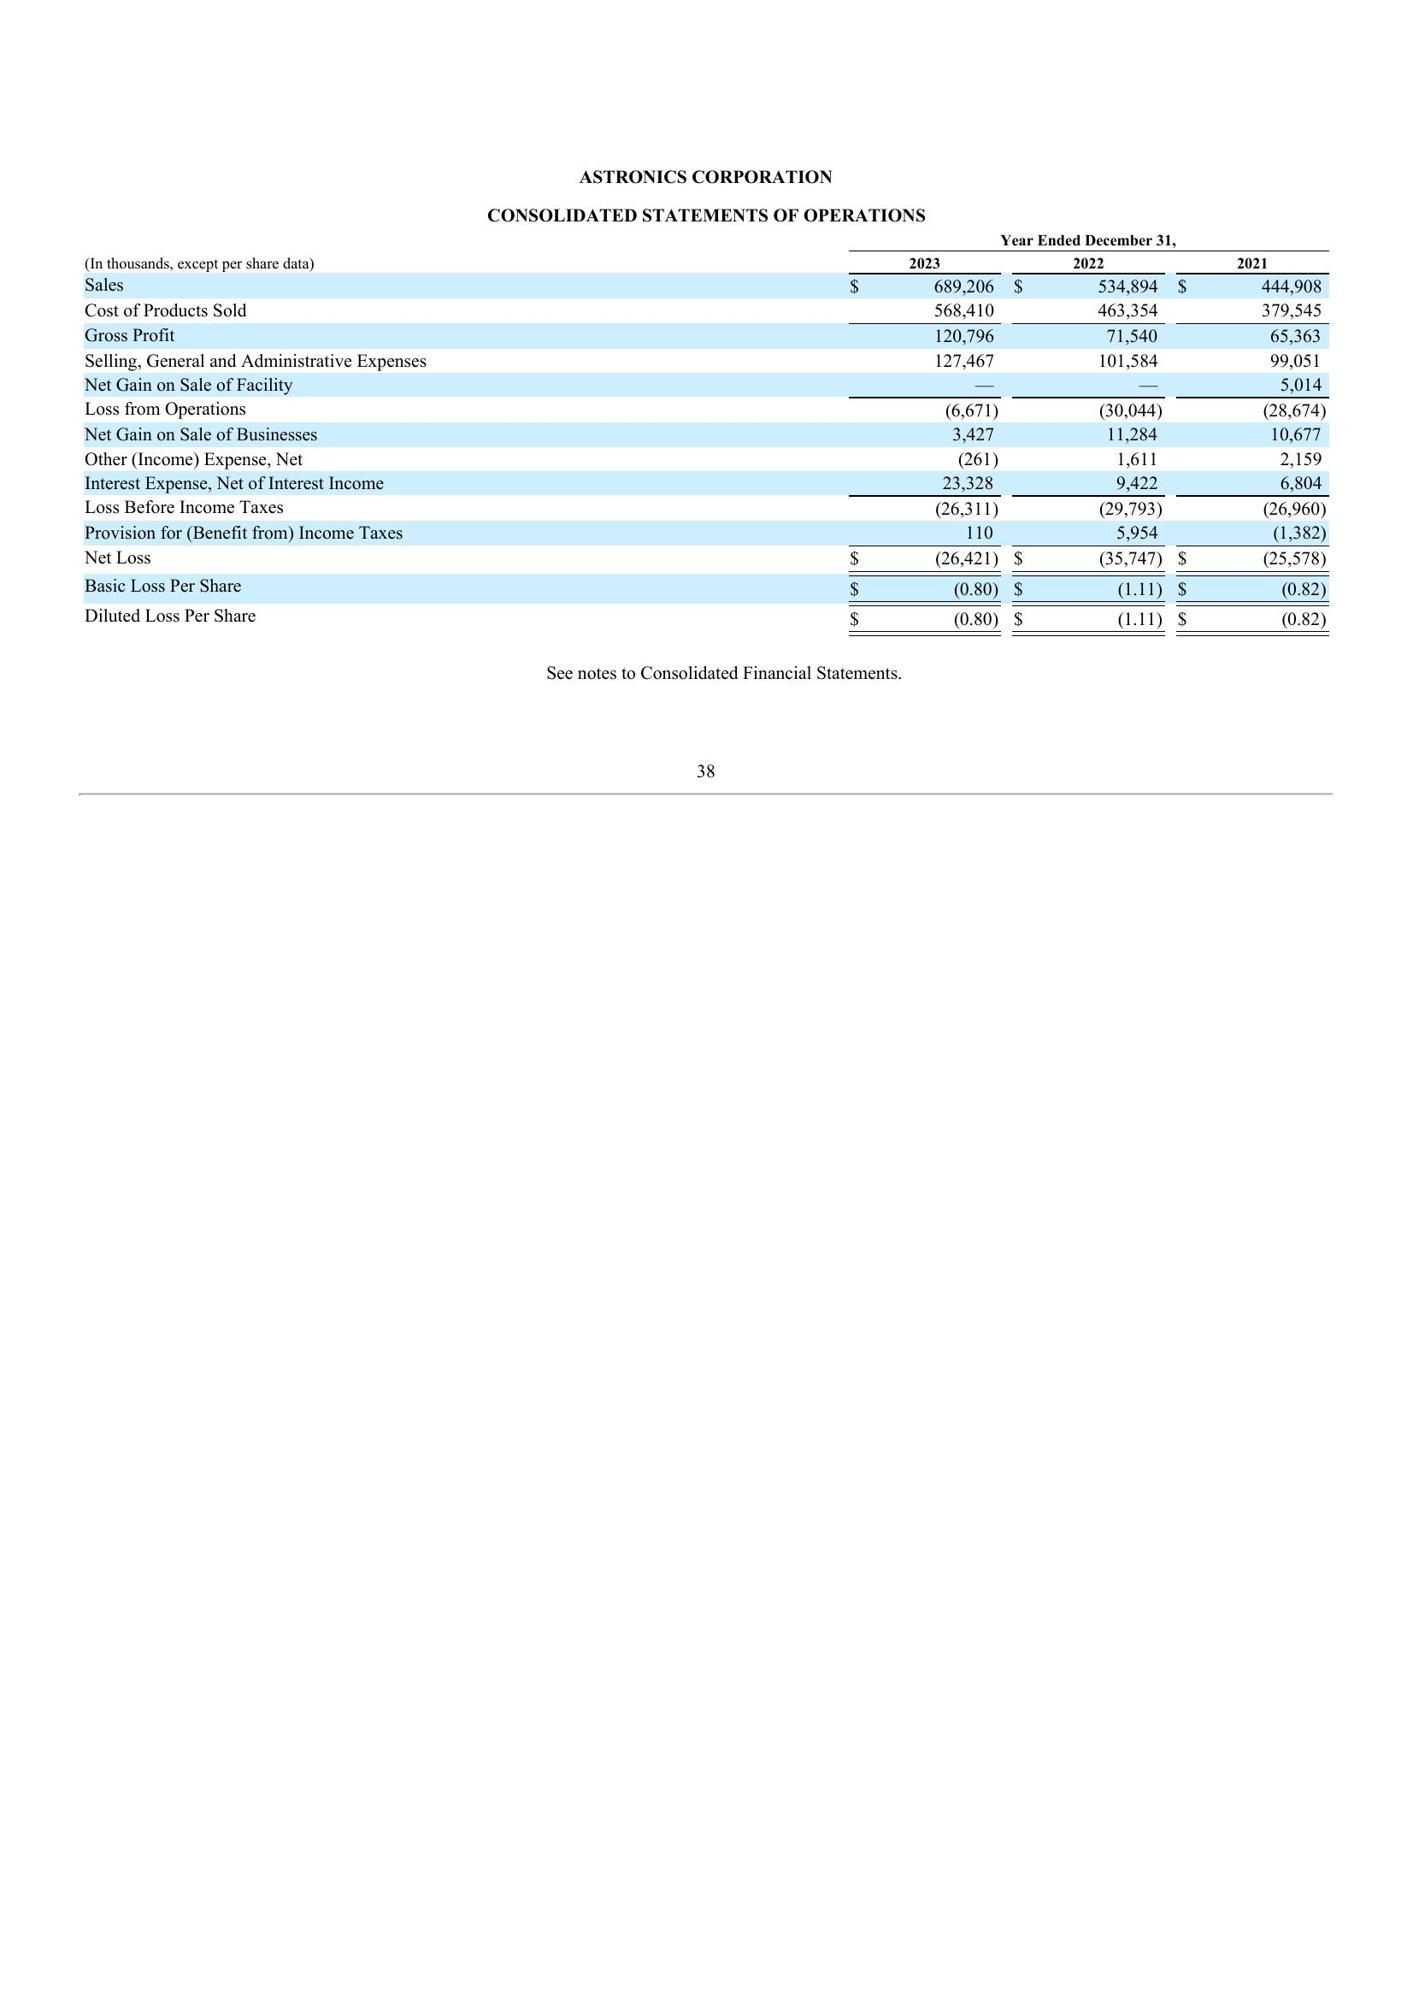 ASTRONICS CORPORATION
CONSOLIDATED STATEMENTS OF OPERATIONS
Year Ended December 31,
(In thousands, except per share data) 2023 2022 2021
Sales $ 689,206 $ 534,894 $ 444,908
Cost of Products Sold 568,410 463,354 379,545
Gross Profit 120,796 71,540 65,363
Selling, General and Administrative Expenses 127,467 101,584 99,051
Net Gain on Sale of Facility — — 5,014
Loss from Operations (6,671) (30,044) (28,674)
Net Gain on Sale of Businesses 3,427 11,284 10,677
Other (Income) Expense, Net (261) 1,611 2,159
Interest Expense, Net of Interest Income 23,328 9,422 6,804
Loss Before Income Taxes (26,311) (29,793) (26,960)
Provision for (Benefit from) Income Taxes 110 5,954 (1,382)
Net Loss $ (26,421) $ (35,747) $ (25,578)
Basic Loss Per Share $ (0.80) $ (1.11) $ (0.82)
Diluted Loss Per Share $ (0.80) $ (1.11) $ (0.82)
See notes to Consolidated Financial Statements.
38